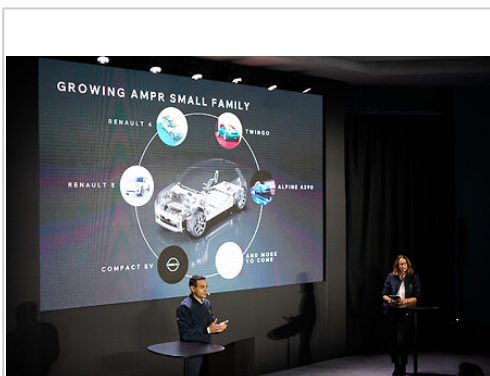 GROWING AMPR SMALL FAMILY
RENAULT 4
TWINGO
RENAULT 5
ALPINE A290
COMPACT EV
AND MORE
TO COME